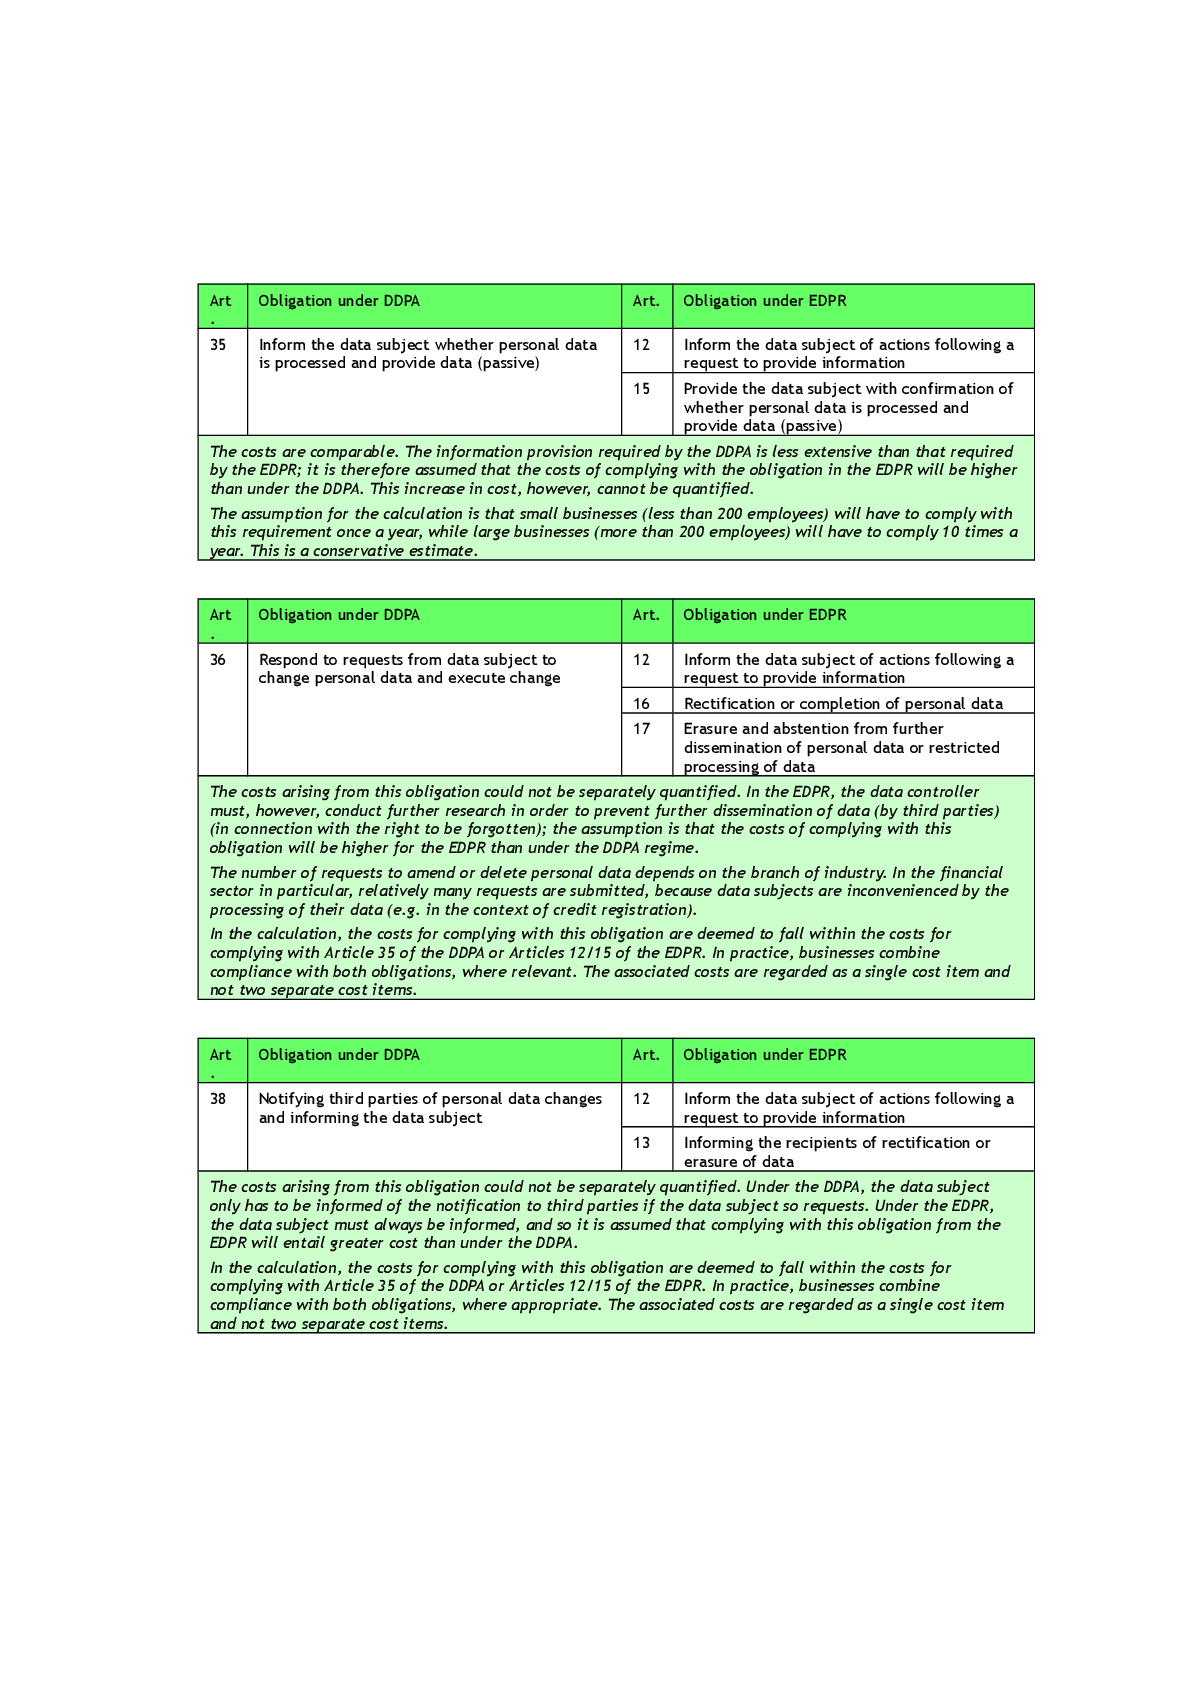 Art Obligation under DDPA Art. Obligation under EDPR
.
35 Inform the data subject whether personal data 12 Inform the data subject of actions following a
is processed and provide data (passive) request to provide information
15 Provide the data subject with confirmation of
whether personal data is processed and
provide data (passive)
The costs are comparable. The information provision required by the DDPA is less extensive than that required
by the EDPR; it is therefore assumed that the costs of complying with the obligation in the EDPR will be higher
than under the DDPA. This increase in cost, however, cannot be quantified.
The assumption for the calculation is that small businesses (less than 200 employees) will have to comply with
this requirement once a year, while large businesses (more than 200 employees) will have to comply 10 times a
year. This is a conservative estimate.
Art Obligation under DDPA Art. Obligation under EDPR
.
36 Respond to requests from data subject to 12 Inform the data subject of actions following a
change personal data and execute change request to provide information
16 Rectification or completion of personal data
17 Erasure and abstention from further
dissemination of personal data or restricted
processing of data
The costs arising from this obligation could not be separately quantified. In the EDPR, the data controller
must, however, conduct further research in order to prevent further dissemination of data (by third parties)
(in connection with the right to be forgotten); the assumption is that the costs of complying with this
obligation will be higher for the EDPR than under the DDPA regime.
The number of requests to amend or delete personal data depends on the branch of industry. In the financial
sector in particular, relatively many requests are submitted, because data subjects are inconvenienced by the
processing of their data (e.g. in the context of credit registration).
In the calculation, the costs for complying with this obligation are deemed to fall within the costs for
complying with Article 35 of the DDPA or Articles 12/15 of the EDPR. In practice, businesses combine
compliance with both obligations, where relevant. The associated costs are regarded as a single cost item and
not two separate cost items.
Art Obligation under DDPA Art. Obligation under EDPR
.
38 Notifying third parties of personal data changes 12 Inform the data subject of actions following a
and informing the data subject request to provide information
13 Informing the recipients of rectification or
erasure of data
The costs arising from this obligation could not be separately quantified. Under the DDPA, the data subject
only has to be informed of the notification to third parties if the data subject so requests. Under the EDPR,
the data subject must always be informed, and so it is assumed that complying with this obligation from the
EDPR will entail greater cost than under the DDPA.
In the calculation, the costs for complying with this obligation are deemed to fall within the costs for
complying with Article 35 of the DDPA or Articles 12/15 of the EDPR. In practice, businesses combine
compliance with both obligations, where appropriate. The associated costs are regarded as a single cost item
and not two separate cost items.